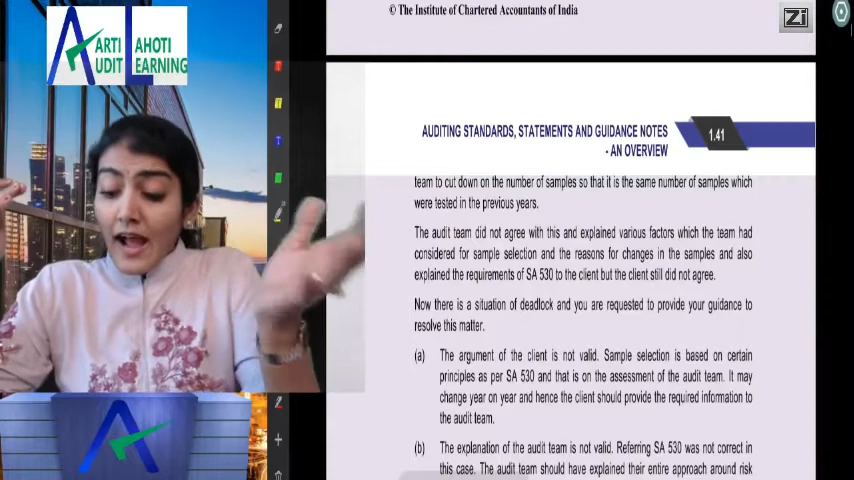 ARTI LAHOTI
AUDIT LEARNING
© The Institute of Chartered Accountants of India
Zi
AUDITING STANDARDS, STATEMENTS AND GUIDANCE NOTES
- AN OVERVIEW
1.41
team to cut down on the number of samples so that it is the same number of samples which
were tested in the previous years.
The audit team did not agree with this and explained various factors which the team had
considered for sample selection and the reasons for changes in the samples and also
explained the requirements of SA 530 to the client but the client still did not agree.
Now there is a situation of deadlock and you are requested to provide your guidance to
resolve this matter.
(a) The argument of the client is not valid. Sample selection is based on certain
principles as per SA 530 and that is on the assessment of the audit team. It may
change year on year and hence the client should provide the required information to
the audit team.
(b) The explanation of the audit team is not valid. Referring SA 530 was not correct in
this case. The audit team should have explained their entire approach around risk